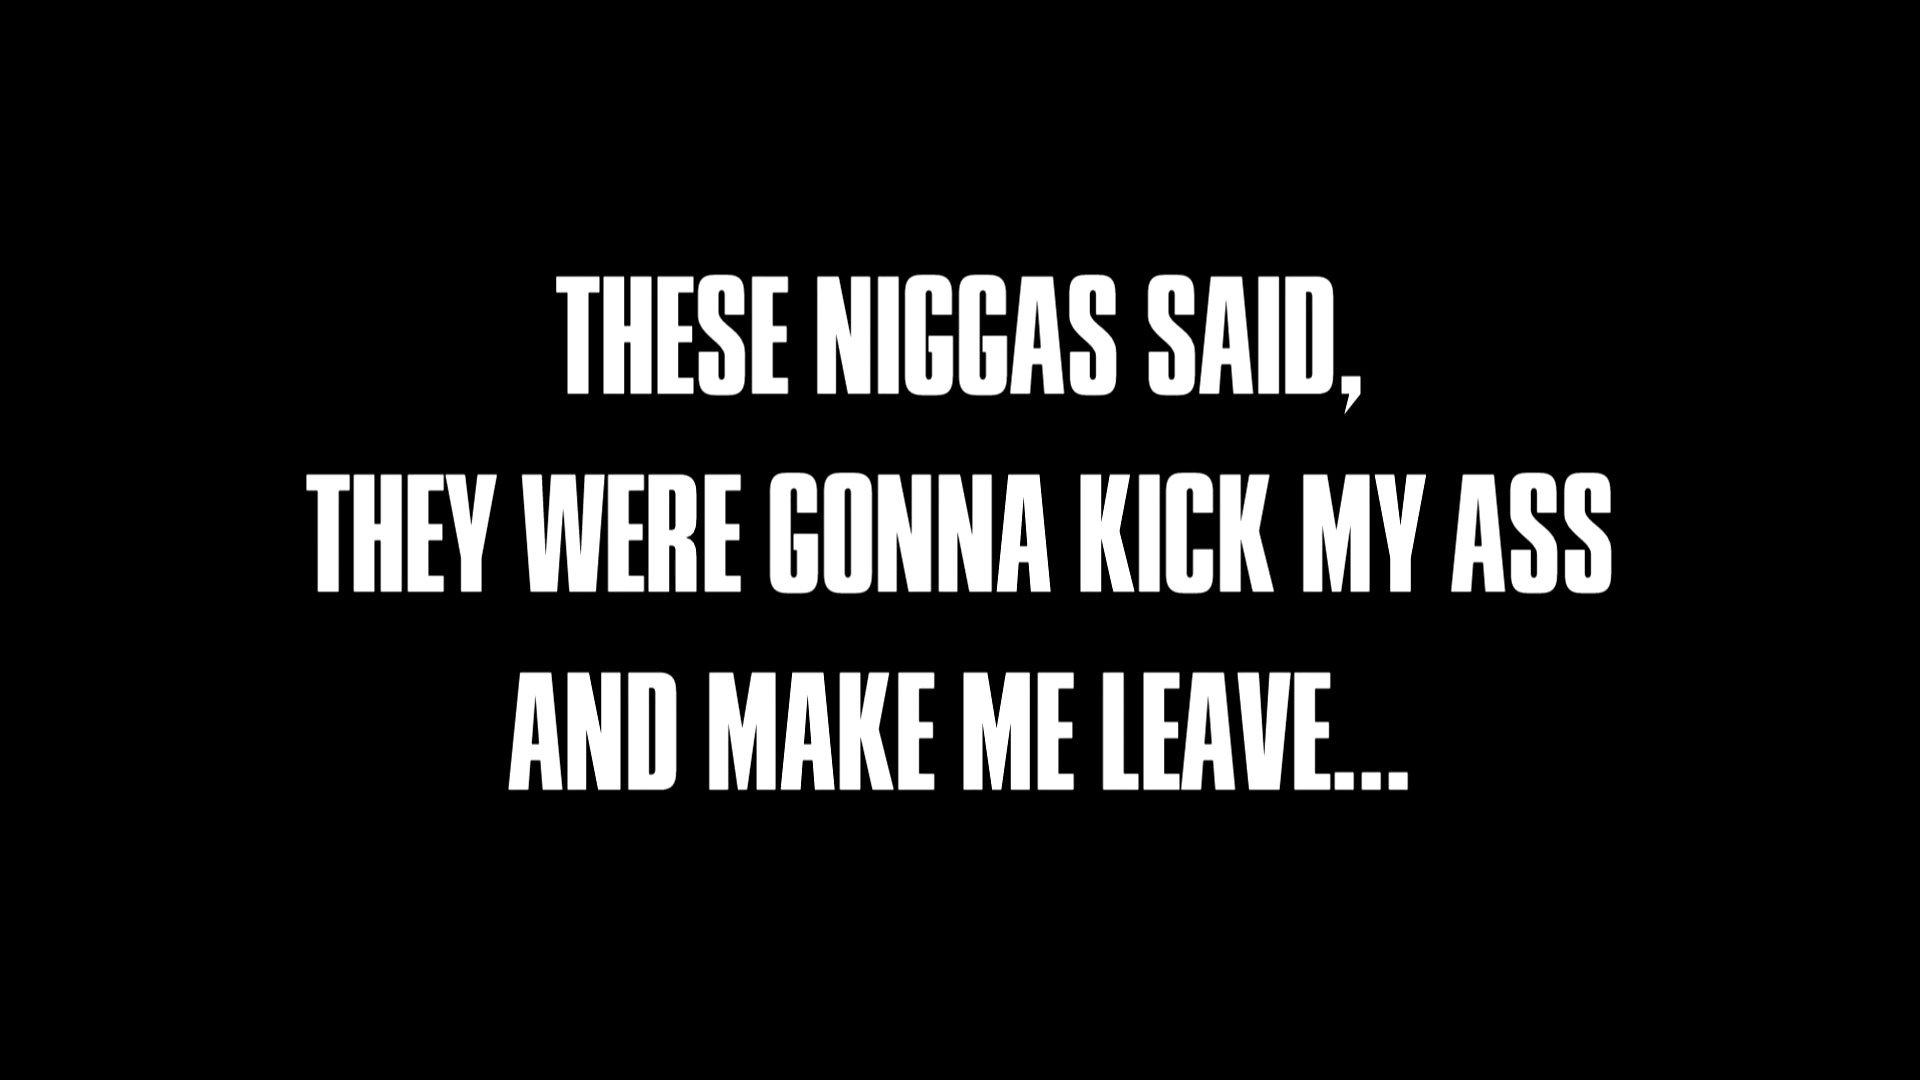 THESE NIGGAS SAID,
THEY WERE GONNA KICK MY ASS
AND MAKE ME LEAVE...